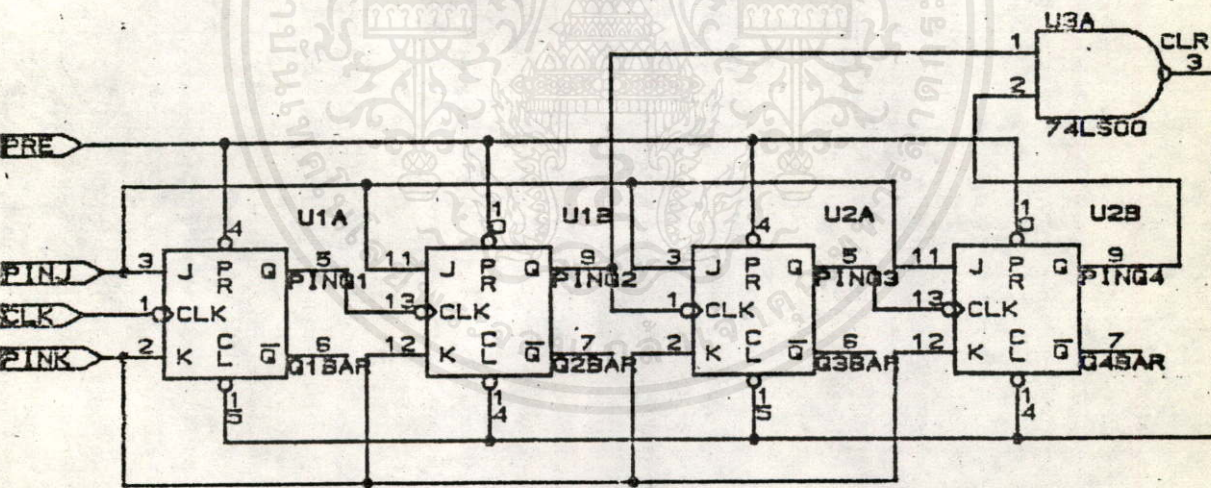 U3A
1
CLR
3
2
74LS00
PRE
U1A
U1B
U2A
U2B
4
10
4
10
PINJ
3
J
PR
Q
5
PINQ1
11
J
PR
Q
9
PINQ2
3
J
PR
Q
5
PINQ3
11
J
PR
Q
9
PINQ4
CLK
1
CLK
13
CLK
1
CLK
13
CLK
PINK
2
K
CL
Q̅
6
Q1BAR
12
K
CL
Q̅
7
Q2BAR
2
K
CL
Q̅
6
Q3BAR
12
K
CL
Q̅
7
Q4BAR
15
14
15
14